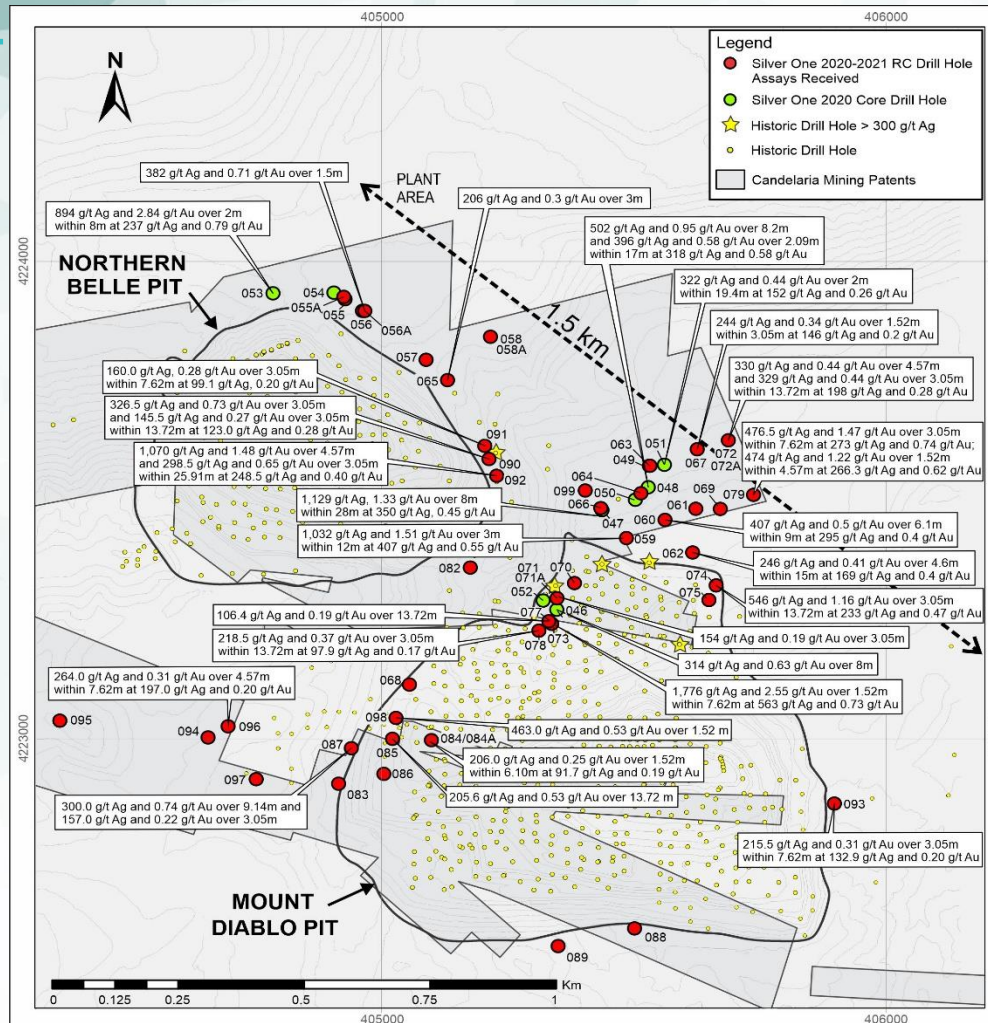 405000
406000
Legend
Silver One 2020-2021 RC Drill Hole
Assays Received
Silver One 2020 Core Drill Hole
Historic Drill Hole > 300 g/t Ag
Historic Drill Hole
Candelaria Mining Patents
N
382 g/t Ag and 0.71 g/t Au over 1.5m
PLANT
AREA
206 g/t Ag and 0.3 g/t Au over 3m
894 g/t Ag and 2.84 g/t Au over 2m
within 8m at 237 g/t Ag and 0.79 g/t Au
502 g/t Ag and 0.95 g/t Au over 8.2m
and 396 g/t Ag and 0.58 g/t Au over 2.09m
within 17m at 318 g/t Ag and 0.58 g/t Au
4224000
4224000
NORTHERN
BELLE PIT
322 g/t Ag and 0.44 g/t Au over 2m
within 19.4m at 152 g/t Ag and 0.26 g/t Au
053
054
055A
055
056
056A
1.5 km
244 g/t Ag and 0.34 g/t Au over 1.52m
within 3.05m at 146 g/t Ag and 0.2 g/t Au
058
058A
057
065
160.0 g/t Ag, 0.28 g/t Au over 3.05m
within 7.62m at 99.1 g/t Ag, 0.20 g/t Au
330 g/t Ag and 0.44 g/t Au over 4.57m
and 329 g/t Ag and 0.44 g/t Au over 3.05m
within 13.72m at 198 g/t Ag and 0.28 g/t Au
326.5 g/t Ag and 0.73 g/t Au over 3.05m
and 145.5 g/t Ag and 0.27 g/t Au over 3.05m
within 13.72m at 123.0 g/t Ag and 0.28 g/t Au
476.5 g/t Ag and 1.47 g/t Au over 3.05m
within 7.62m at 273 g/t Ag and 0.74 g/t Au;
474 g/t Ag and 1.22 g/t Au over 1.52m
within 4.57m at 266.3 g/t Ag and 0.62 g/t Au
091
090
092
063
051
049
067
072
072A
1,070 g/t Ag and 1.48 g/t Au over 4.57m
and 298.5 g/t Ag and 0.65 g/t Au over 3.05m
within 25.91m at 248.5 g/t Ag and 0.40 g/t Au
064
099
050
048
069
079
066
047
061
060
1,129 g/t Ag, 1.33 g/t Au over 8m
within 28m at 350 g/t Ag, 0.45 g/t Au
407 g/t Ag and 0.5 g/t Au over 6.1m
within 9m at 295 g/t Ag and 0.4 g/t Au
059
062
1,032 g/t Ag and 1.51 g/t Au over 3m
within 12m at 407 g/t Ag and 0.55 g/t Au
246 g/t Ag and 0.41 g/t Au over 4.6m
within 15m at 169 g/t Ag and 0.4 g/t Au
082
071
071A
070
074
075
052
077
046
546 g/t Ag and 1.16 g/t Au over 3.05m
within 13.72m at 233 g/t Ag and 0.47 g/t Au
106.4 g/t Ag and 0.19 g/t Au over 13.72m
078
073
154 g/t Ag and 0.19 g/t Au over 3.05m
218.5 g/t Ag and 0.37 g/t Au over 3.05m
within 13.72m at 97.9 g/t Ag and 0.17 g/t Au
314 g/t Ag and 0.63 g/t Au over 8m
264.0 g/t Ag and 0.31 g/t Au over 4.57m
within 7.62m at 197.0 g/t Ag and 0.20 g/t Au
1,776 g/t Ag and 2.55 g/t Au over 1.52m
within 7.62m at 563 g/t Ag and 0.73 g/t Au
068
095
094
096
098
463.0 g/t Ag and 0.53 g/t Au over 1.52 m
4223000
4223000
087
085
084/084A
206.0 g/t Ag and 0.25 g/t Au over 1.52m
within 6.10m at 91.7 g/t Ag and 0.19 g/t Au
097
083
086
205.6 g/t Ag and 0.53 g/t Au over 13.72 m
300.0 g/t Ag and 0.74 g/t Au over 9.14m and
157.0 g/t Ag and 0.22 g/t Au over 3.05m
093
215.5 g/t Ag and 0.31 g/t Au over 3.05m
within 7.62m at 132.9 g/t Ag and 0.20 g/t Au
MOUNT
DIABLO PIT
088
089
Km
0
0.125
0.25
0.5
0.75
1
405000
406000